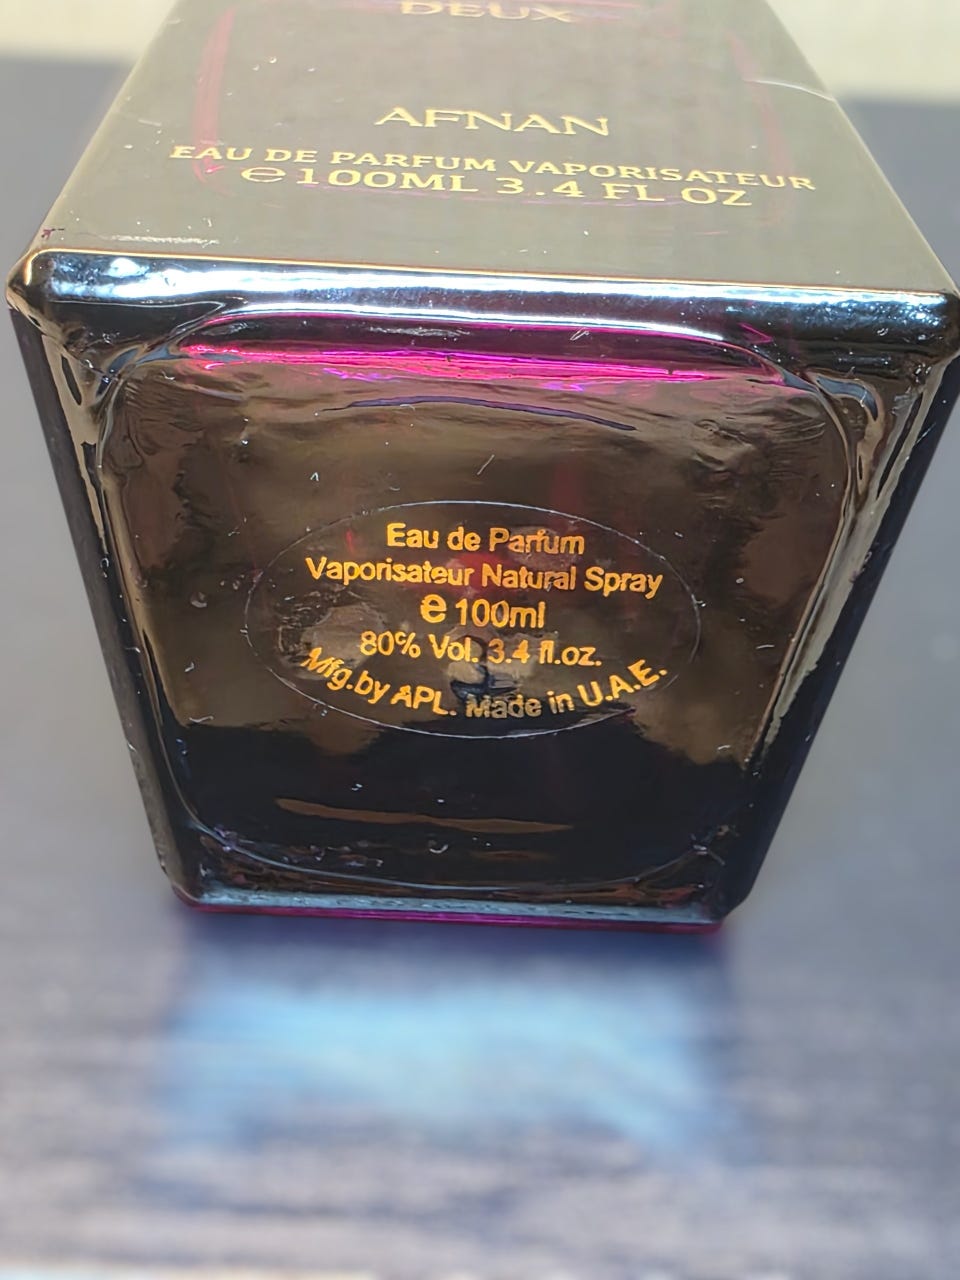 DEUX
AFNAN
EAU DE PARFUM VAPORISATEUR
℮100ML 3.4 FL OZ
Eau de Parfum
Vaporisateur Natural Spray
℮ 100ml
80% Vol. 3.4 fl.oz.
Mfg.by APL. Made in U.A.E.